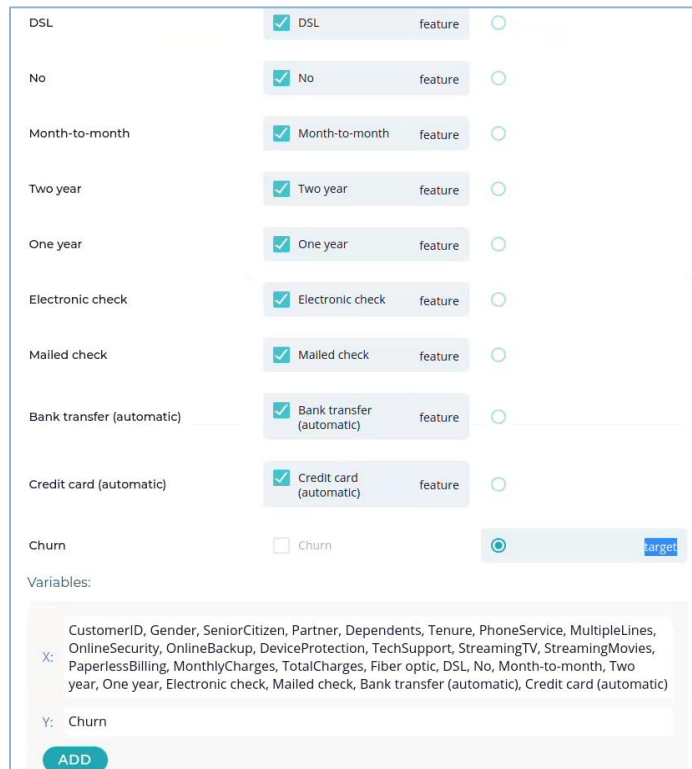 DSL DSL feature
No No feature
Month-to-month Month-to-month feature
Two year Two year feature
One year One year feature
Electronic check Electronic check feature
Mailed check Mailed check feature
Bank transfer (automatic) Bank transfer feature
(automatic)
Credit card (automatic) Credit card feature
(automatic)
Churn Churn target
Variables:
CustomerID, Gender, SeniorCitizen, Partner, Dependents, Tenure, PhoneService, MultipleLines,
X: OnlineSecurity, OnlineBackup, DeviceProtection, TechSupport, StreamingTV, StreamingMovies,
PaperlessBilling, MonthlyCharges, TotalCharges, Fiber optic, DSL, No, Month-to-month, Two
year, One year, Electronic check, Mailed check, Bank transfer (automatic), Credit card (automatic)
Y: Churn
ADD